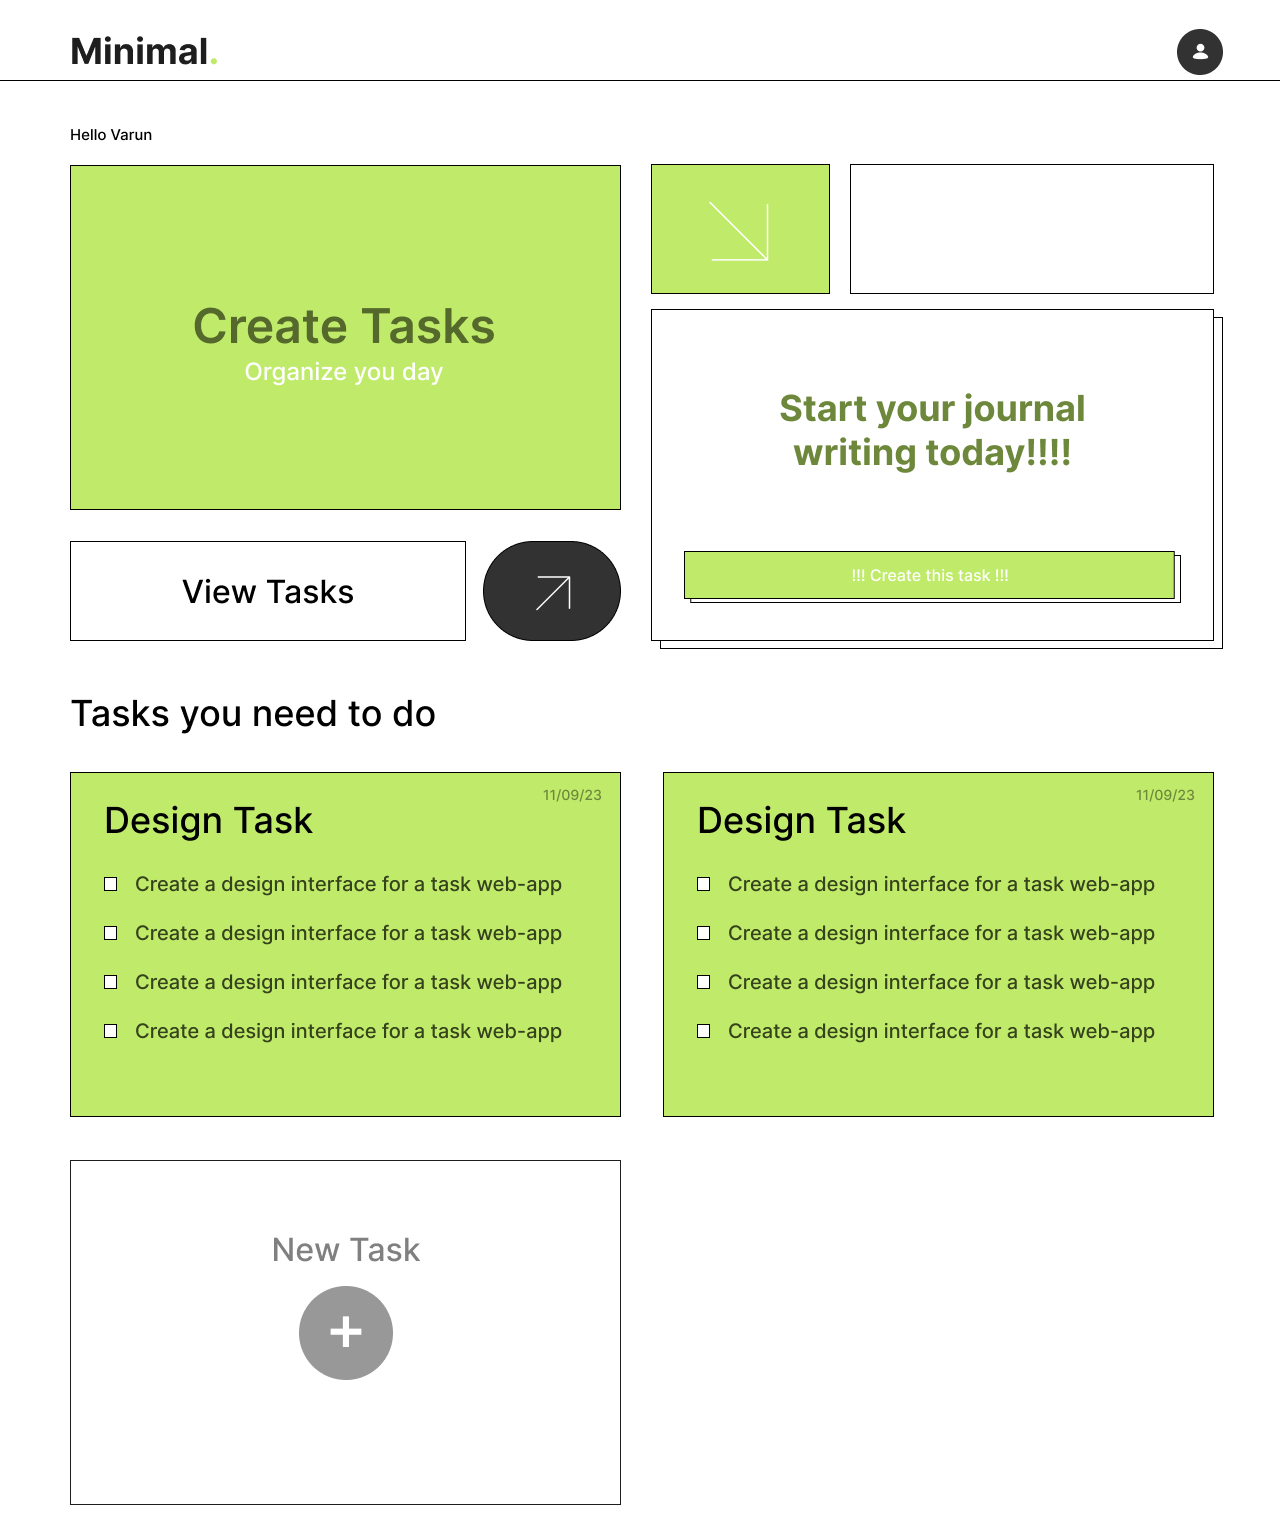 Minimal.
Hello Varun
Create Tasks
Organize you day
Start your journal
writing today!!!!
!!! Create this task !!!
View Tasks
Tasks you need to do
11/09/23
Design Task
Create a design interface for a task web-app
Create a design interface for a task web-app
Create a design interface for a task web-app
Create a design interface for a task web-app
11/09/23
Design Task
Create a design interface for a task web-app
Create a design interface for a task web-app
Create a design interface for a task web-app
Create a design interface for a task web-app
New Task